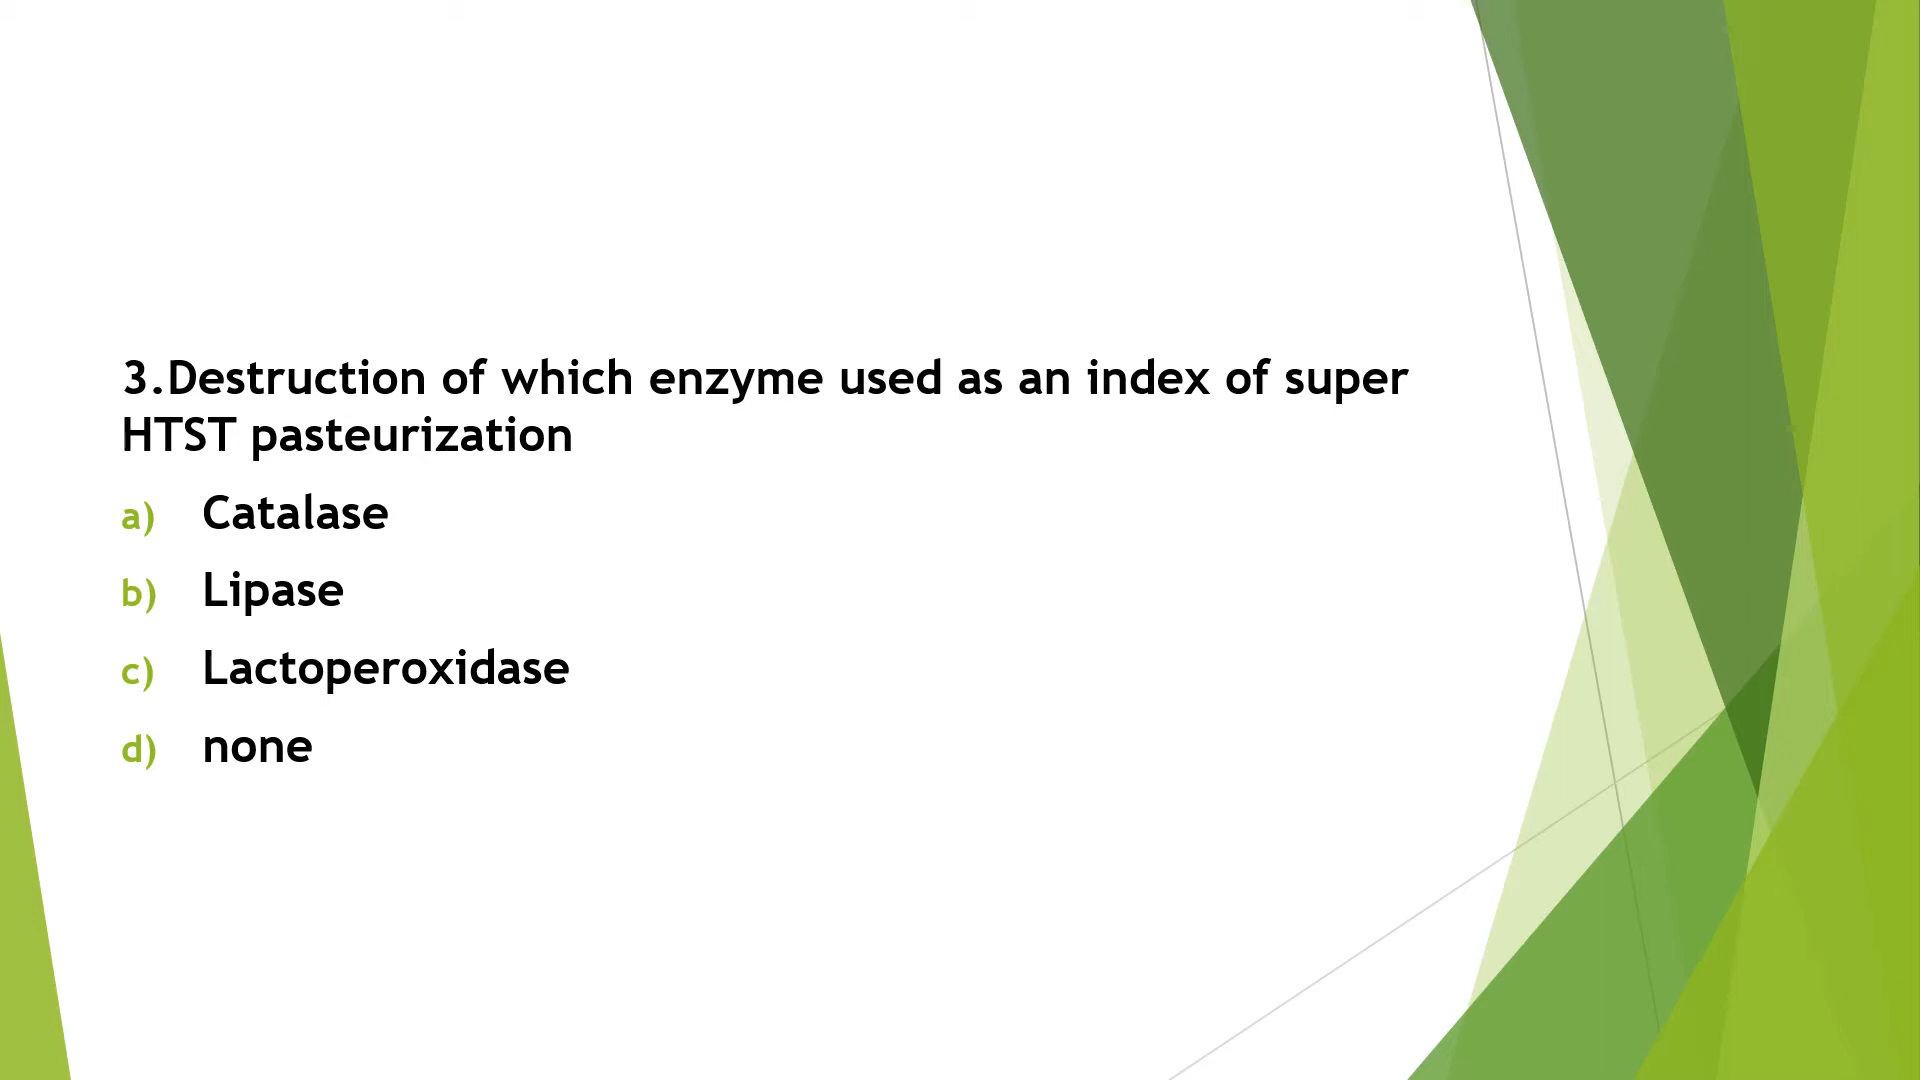 3.Destruction of which enzyme used as an index of super
HTST pasteurization
a) Catalase
b) Lipase
c) Lactoperoxidase
d) none